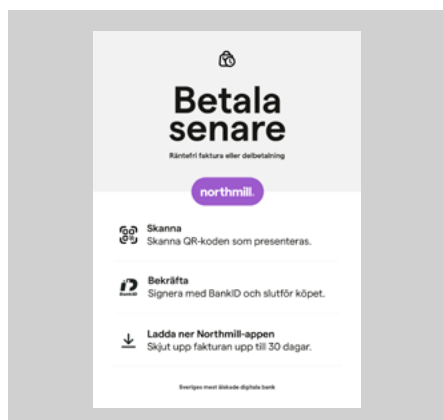 Betala
senare
Räntefri faktura eller delbetalning
northmill.
Skanna
Skanna QR-koden som presenteras.
BankID
Bekräfta
Signera med BankID och slutför köpet.
Ladda ner Northmill-appen
Skjut upp fakturan upp till 30 dagar.
Sveriges mest älskade digitala bank